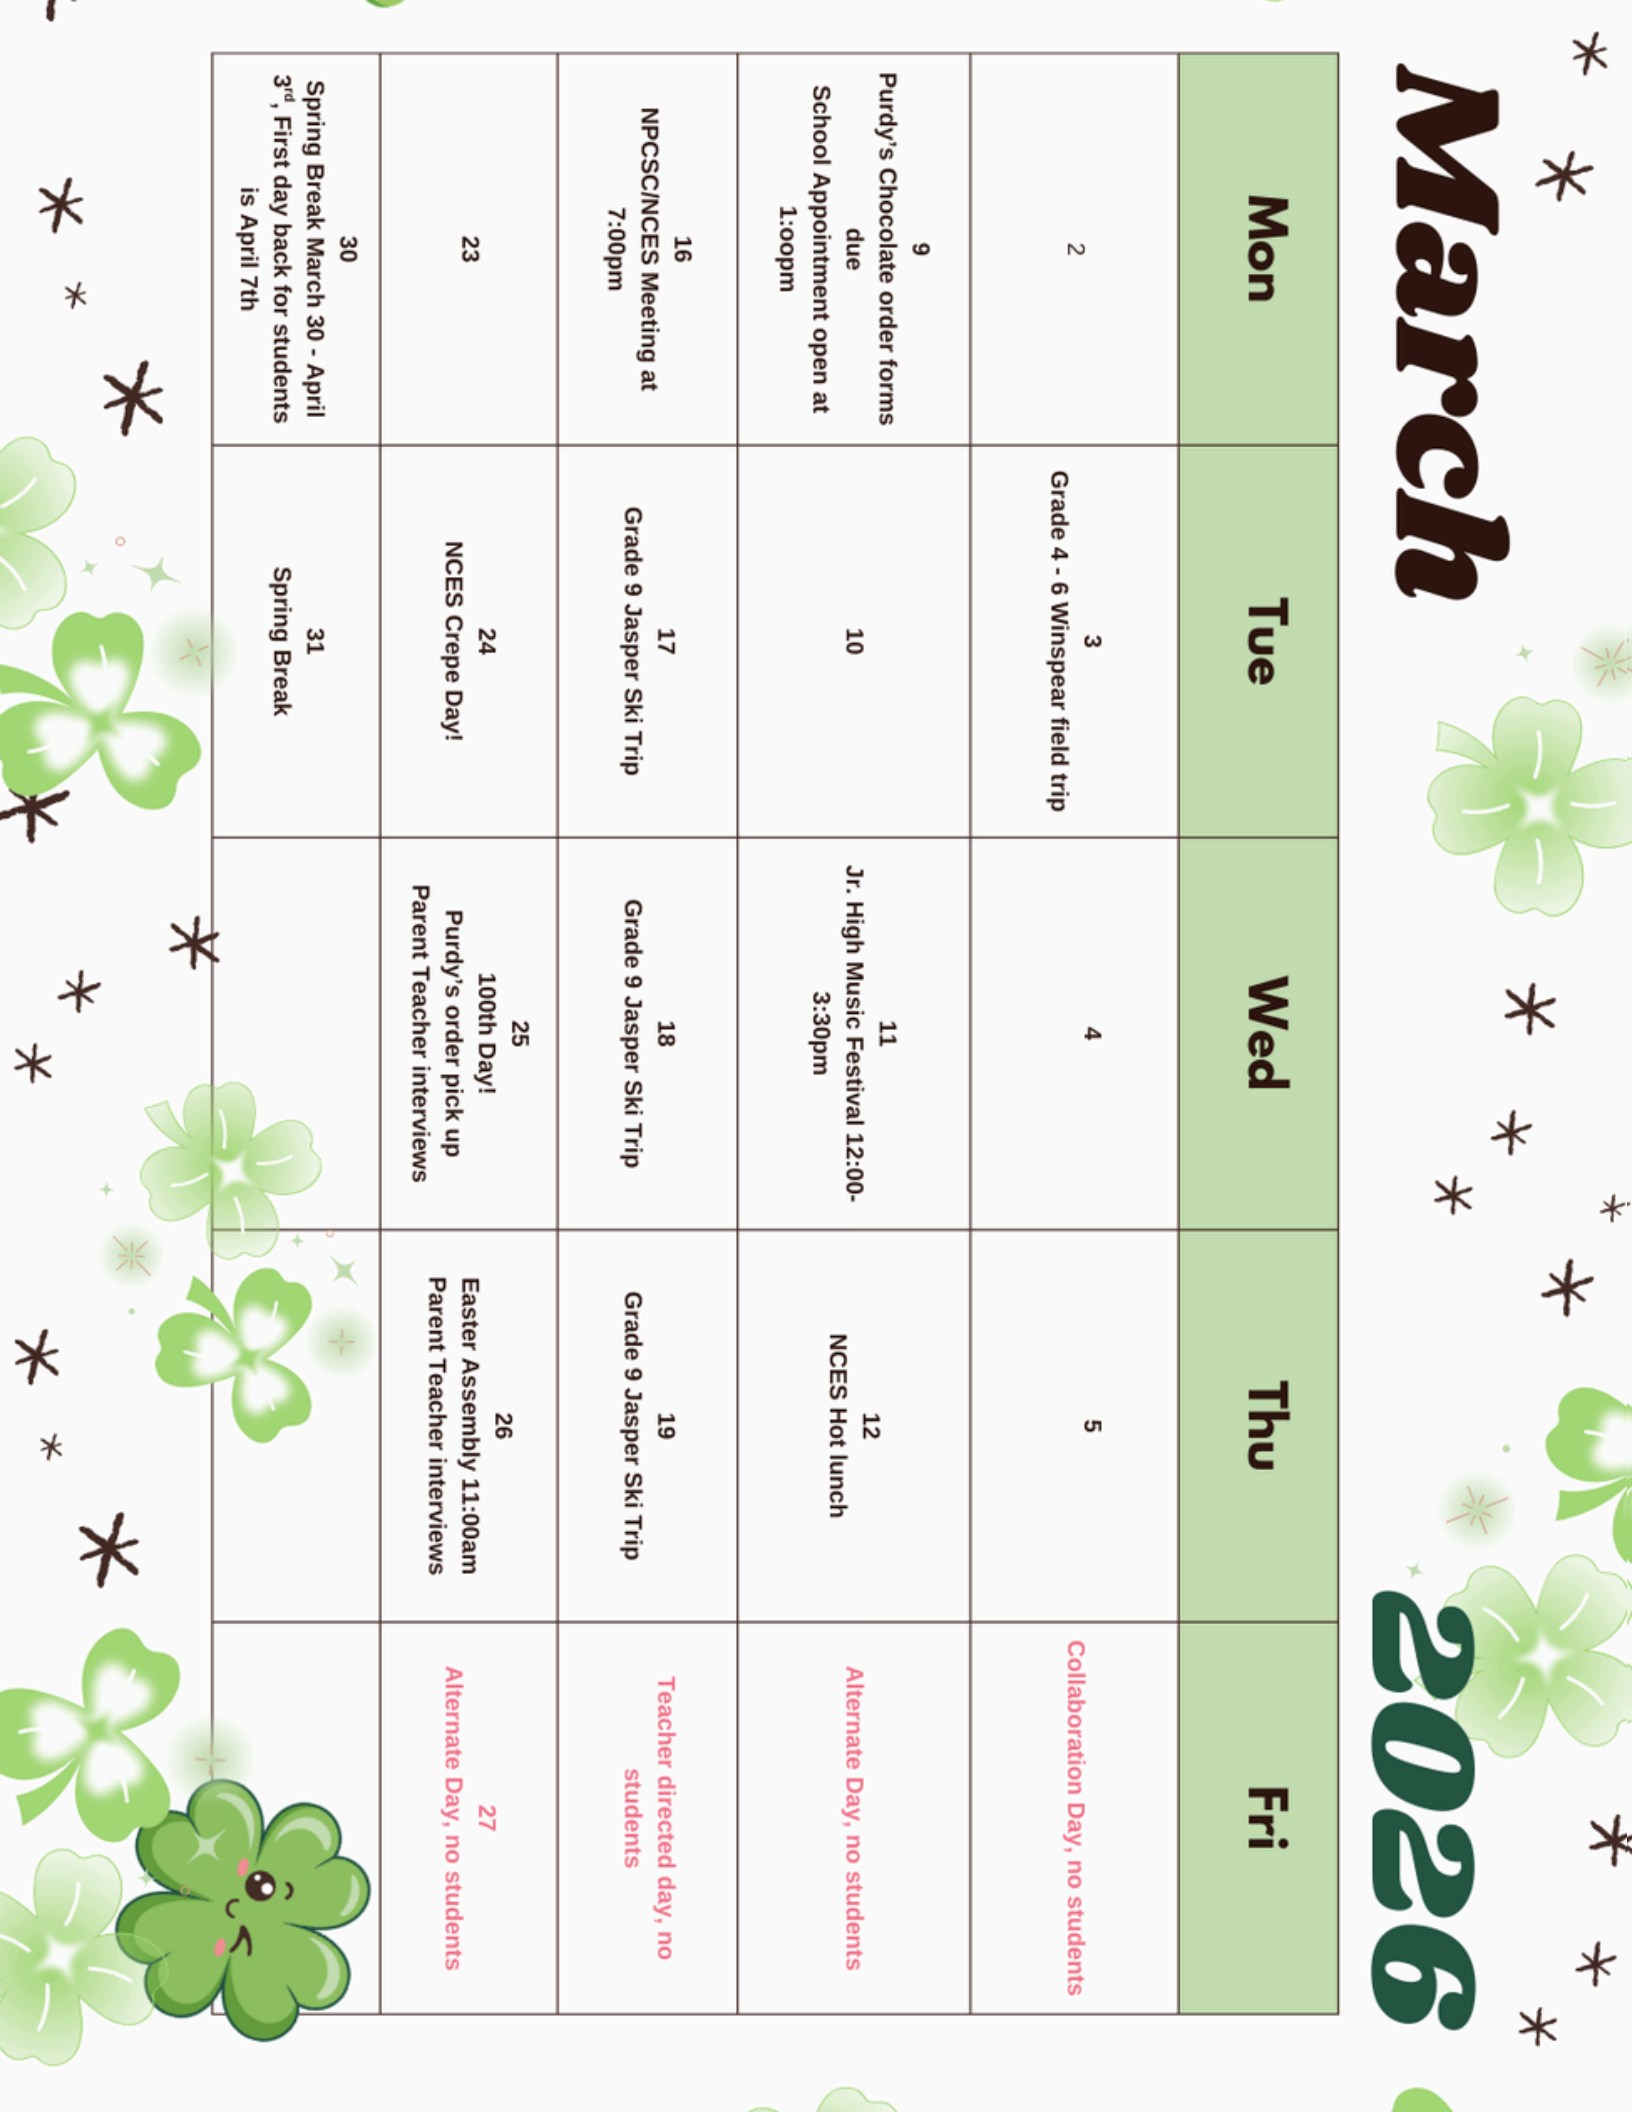 March 2026
Mon Tue Wed Thu Fri
2
3
Grade 4 - 6 Winspear field trip
4
5
Collaboration Day, no students
9
Purdy's Chocolate order forms
due
School Appointment open at
1:oopm
10
11
Jr. High Music Festival 12:00-
3:30pm
12
NCES Hot lunch
Alternate Day, no students
16
NPCSC/NCES Meeting at
7:00pm
17
Grade 9 Jasper Ski Trip
18
Grade 9 Jasper Ski Trip
19
Grade 9 Jasper Ski Trip
Teacher directed day, no
students
23
24
NCES Crepe Day!
25
100th Day!
Purdy's order pick up
Parent Teacher interviews
26
Easter Assembly 11:00am
Parent Teacher interviews
27
Alternate Day, no students
30
Spring Break March 30 - April
3rd, First day back for students
is April 7th
31
Spring Break